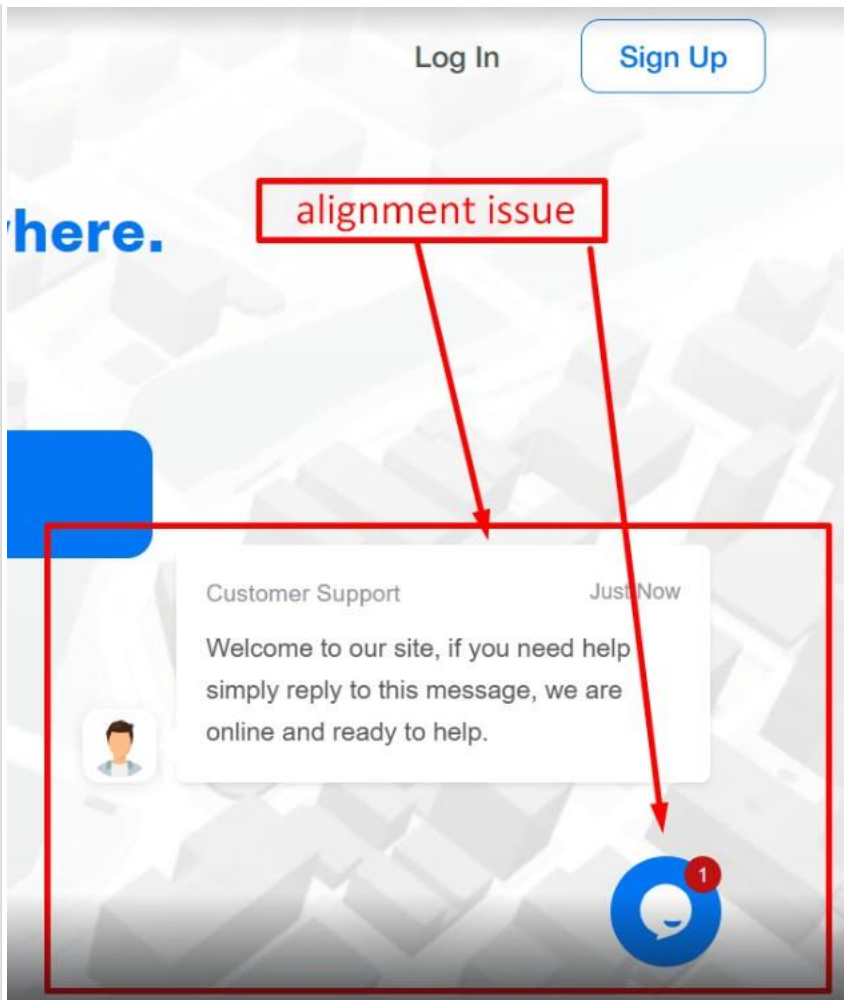 Log In
Sign Up
alignment issue
here.
Customer Support
Just Now
Welcome to our site, if you need help
simply reply to this message, we are
online and ready to help.
1